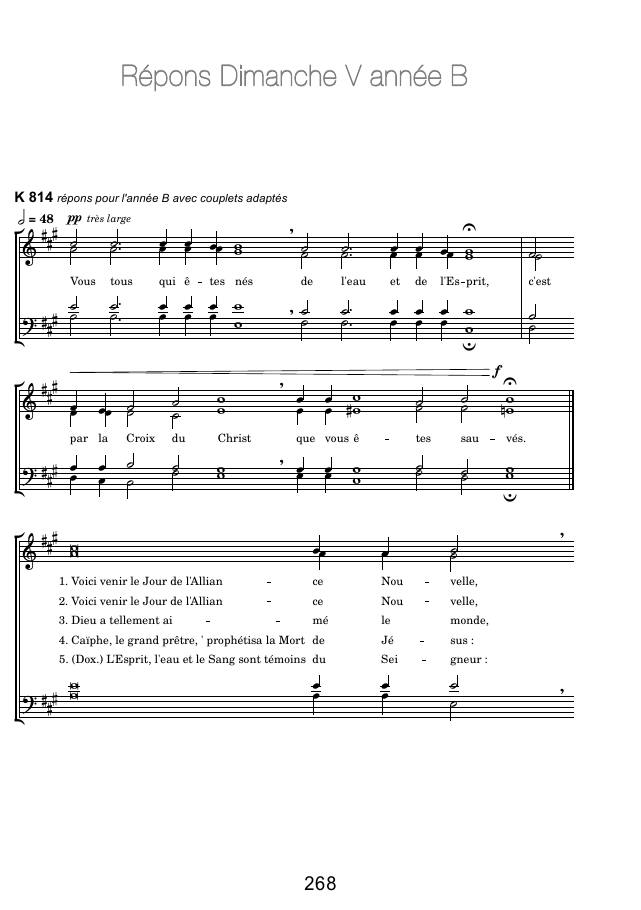 Répons Dimanche V année B
K 814 répons pour l'année B avec couplets adaptés
= 48 pp très large
Vous tous qui ê - tes nés de l'eau et de l'Es-prit, c'est
f
par la Croix du Christ que vous ê - tes sau - vés.
1. Voici venir le Jour de l'Allian - ce Nou - velle,
2. Voici venir le Jour de l'Allian - ce Nou - velle,
3. Dieu a tellement ai - - mé le monde,
4. Caïphe, le grand prêtre, ' prophétisa la Mort de Jé - sus :
5. (Dox.) L'Esprit, l'eau et le Sang sont témoins du Sei - gneur :
268